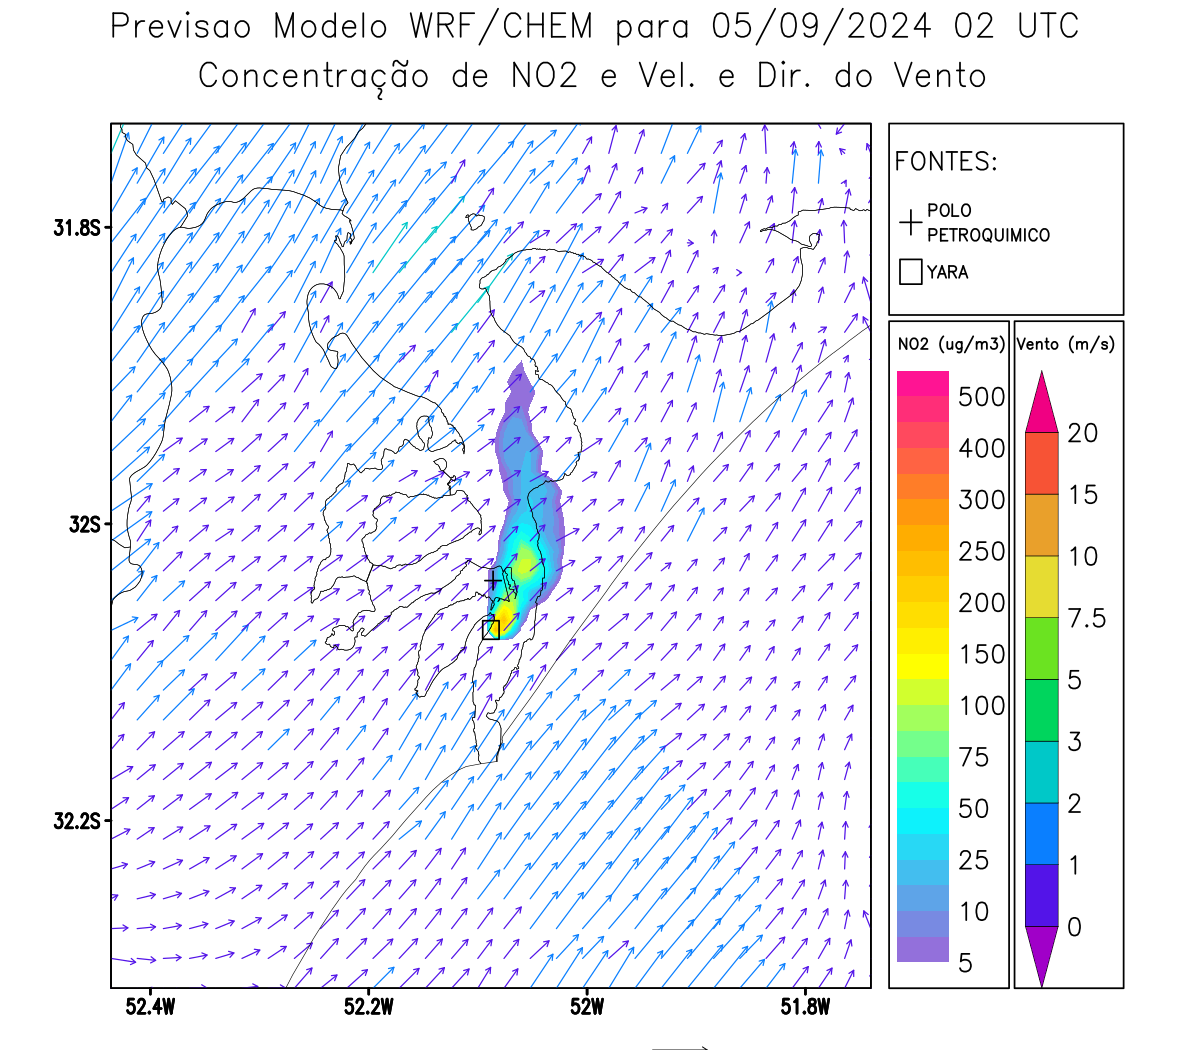 Previsao Modelo WRF/CHEM para 05/09/2024 02 UTC
Concentração de NO2 e Vel. e Dir. do Vento
FONTES:
POLO
PETROQUIMICO
YARA
NO2 (ug/m3)
500
400
300
250
200
150
100
75
50
25
10
5
Vento (m/s)
20
15
10
7.5
5
3
2
1
0
31.8S
32S
32.2S
52.4W
52.2W
52W
51.8W